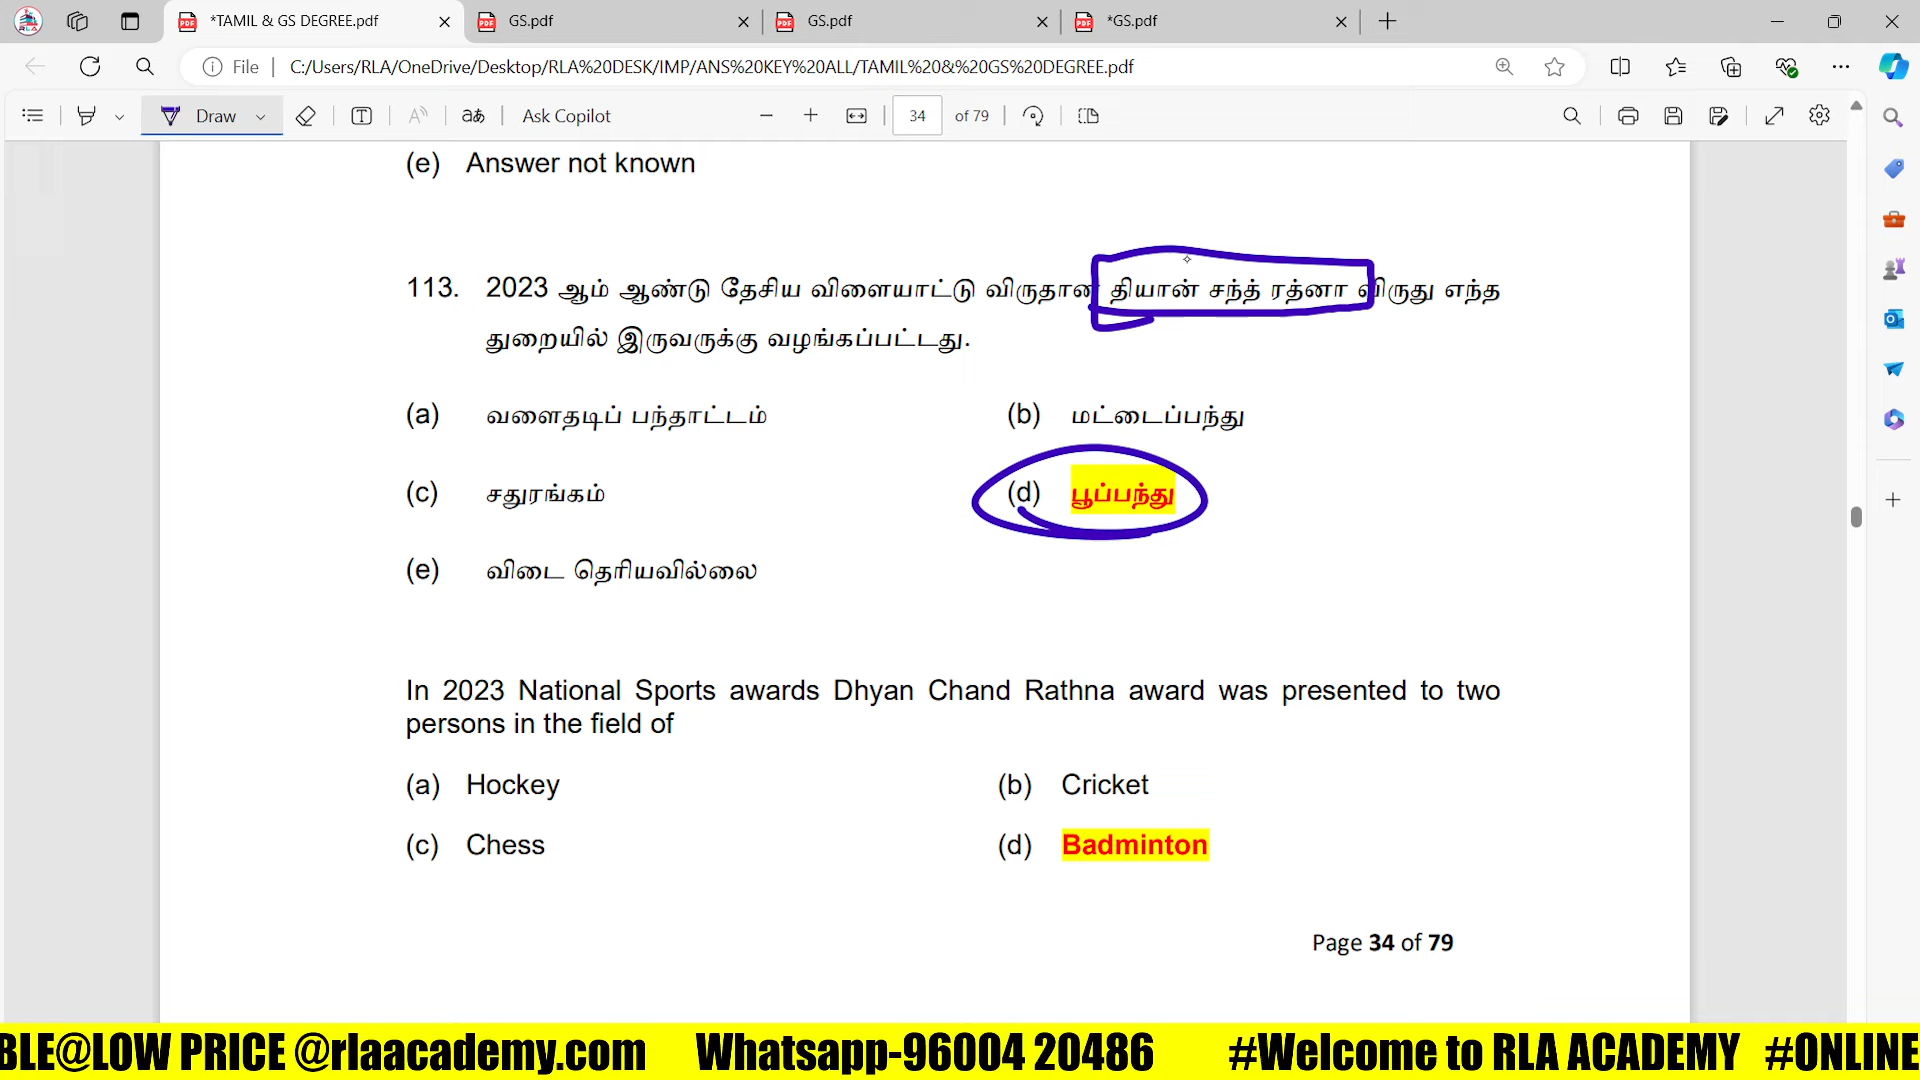 *TAMIL & GS DEGREE.pdf
GS.pdf
GS.pdf
*GS.pdf
File
C:/Users/RLA/OneDrive/Desktop/RLA%20DESK/IMP/ANS%20KEY%20ALL/TAMIL%20&%20GS%20DEGREE.pdf
Draw
aあ
Ask Copilot
34 of 79
(e) Answer not known
113. 2023 ஆம் ஆண்டு தேசிய விளையாட்டு விருதான தியான் சந்த் ரத்னா விருது எந்த
துறையில் இருவருக்கு வழங்கப்பட்டது.
(a) வளைதடிப் பந்தாட்டம் (b) மட்டைப்பந்து
(c) சதுரங்கம் (d) பூப்பந்து
(e) விடை தெரியவில்லை
In 2023 National Sports awards Dhyan Chand Rathna award was presented to two
persons in the field of
(a) Hockey (b) Cricket
(c) Chess (d) Badminton
Page 34 of 79
BLE@LOW PRICE @rlaacademy.com Whatsapp-96004 20486 #Welcome to RLA ACADEMY #ONLINE